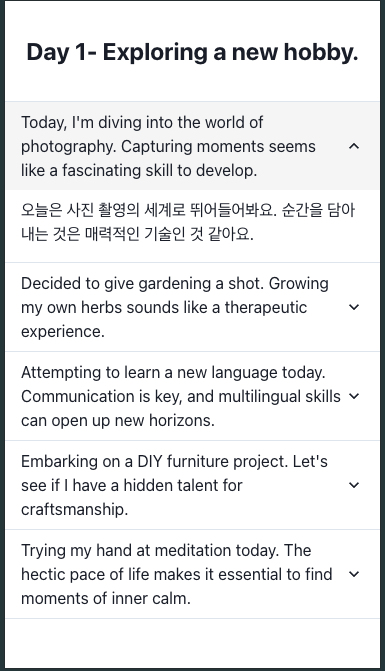 Day 1- Exploring a new hobby.
Today, I'm diving into the world of
photography. Capturing moments seems
like a fascinating skill to develop.
오늘은 사진 촬영의 세계로 뛰어들어봐요. 순간을 담아
내는 것은 매력적인 기술인 것 같아요.
Decided to give gardening a shot. Growing
my own herbs sounds like a therapeutic
experience.
Attempting to learn a new language today.
Communication is key, and multilingual skills
can open up new horizons.
Embarking on a DIY furniture project. Let's
see if I have a hidden talent for
craftsmanship.
Trying my hand at meditation today. The
hectic pace of life makes it essential to find
moments of inner calm.